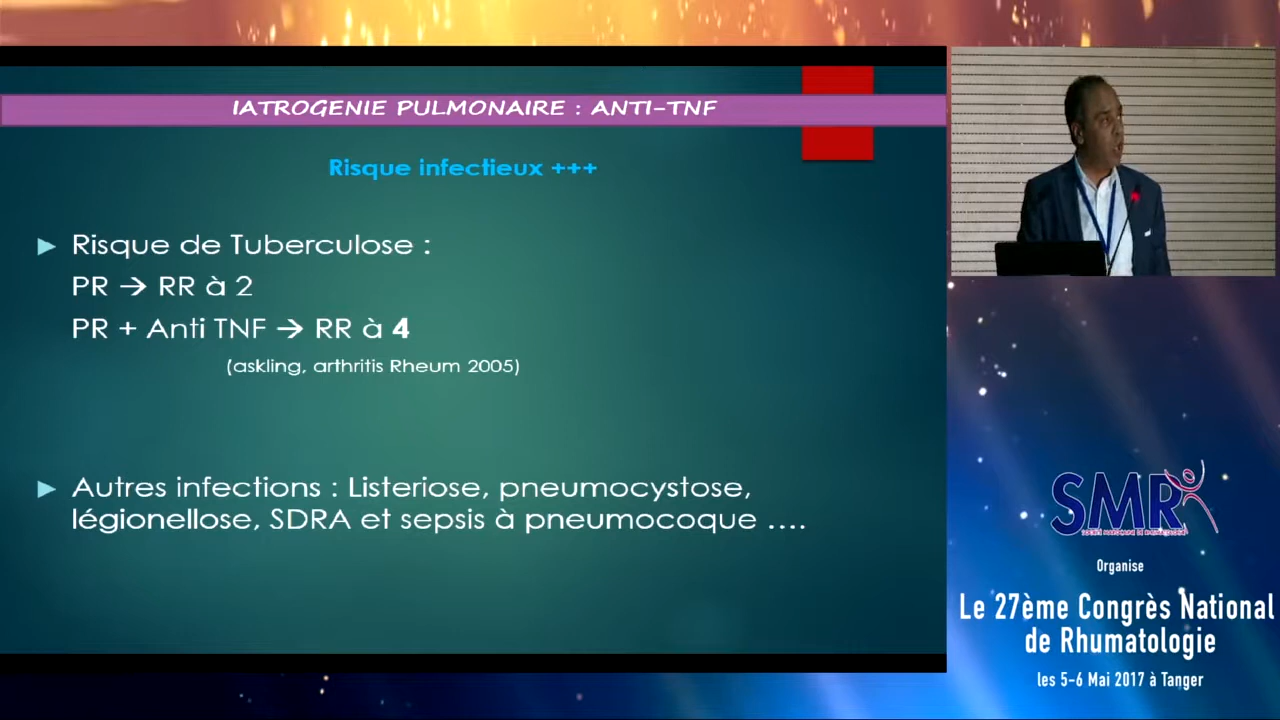 IATROGENIE PULMONAIRE : ANTI-TNF
Risque infectieux +++
► Risque de Tuberculose :
PR → RR à 2
PR + Anti TNF → RR à 4
(askling, arthritis Rheum 2005)
► Autres infections : Listeriose, pneumocystose,
légionellose, SDRA et sepsis à pneumocoque ....
SMR
Organise
Le 27ème Congrès National
de Rhumatologie
les 5-6 Mai 2017 à Tanger